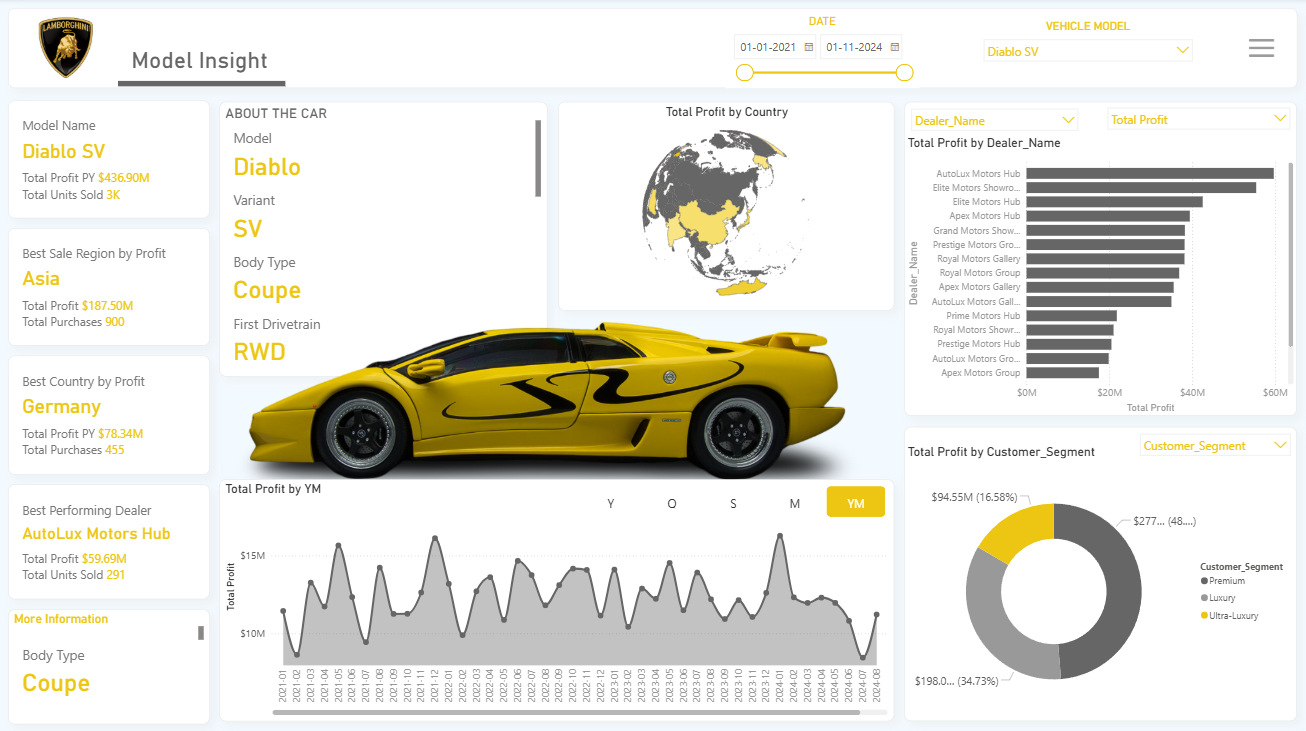 LAMBORGHINI
Model Insight
DATE
01-01-2021
01-11-2024
VEHICLE MODEL
Diablo SV
Model Name
Diablo SV
Total Profit PY $436.90M
Total Units Sold 3K
Best Sale Region by Profit
Asia
Total Profit $187.50M
Total Purchases 900
Best Country by Profit
Germany
Total Profit PY $78.34M
Total Purchases 455
Best Performing Dealer
AutoLux Motors Hub
Total Profit $59.69M
Total Units Sold 291
More Information
Body Type
Coupe
ABOUT THE CAR
Model
Diablo
Variant
SV
Body Type
Coupe
First Drivetrain
RWD
Total Profit by Country
Total Profit by YM
Y
Q
S
M
YM
Total Profit
$15M
$10M
2021-01
2021-02
2021-03
2021-04
2021-05
2021-06
2021-07
2021-08
2021-09
2021-10
2021-11
2021-12
2022-01
2022-02
2022-03
2022-04
2022-05
2022-06
2022-07
2022-08
2022-09
2022-10
2022-11
2022-12
2023-01
2023-02
2023-03
2023-04
2023-05
2023-06
2023-07
2023-08
2023-09
2023-10
2023-11
2023-12
2024-01
2024-02
2024-03
2024-04
2024-05
2024-06
2024-07
2024-08
Dealer_Name
Total Profit
Total Profit by Dealer_Name
Dealer_Name
AutoLux Motors Hub
Elite Motors Showro...
Elite Motors Hub
Apex Motors Hub
Grand Motors Show...
Prestige Motors Gro...
Royal Motors Gallery
Royal Motors Group
Apex Motors Gallery
AutoLux Motors Gall...
Prime Motors Hub
Royal Motors Showr...
Prestige Motors Hub
AutoLux Motors Gro...
Apex Motors Group
$0M
$20M
$40M
$60M
Total Profit
Customer_Segment
Total Profit by Customer_Segment
$94.55M (16.58%)
$277... (48....)
$198.0... (34.73%)
Customer_Segment
Premium
Luxury
Ultra-Luxury